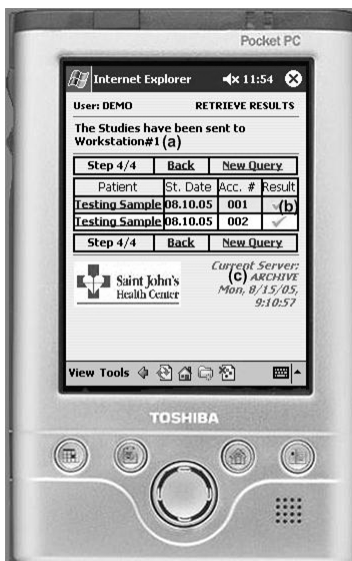 Pocket PC
Internet Explorer 11:54
User: DEMO RETRIEVE RESULTS
The Studies have been sent to
Workstation#1 (a)
Step 4/4 Back New Query
Patient St. Date Acc. # Result
Testing Sample 08.10.05 001 (b)
Testing Sample 08.10.05 002
Step 4/4 Back New Query
Current Server:
(c) ARCHIVE
Mon, 8/15/05,
9:10:57
Saint John's
Health Center
View Tools
TOSHIBA